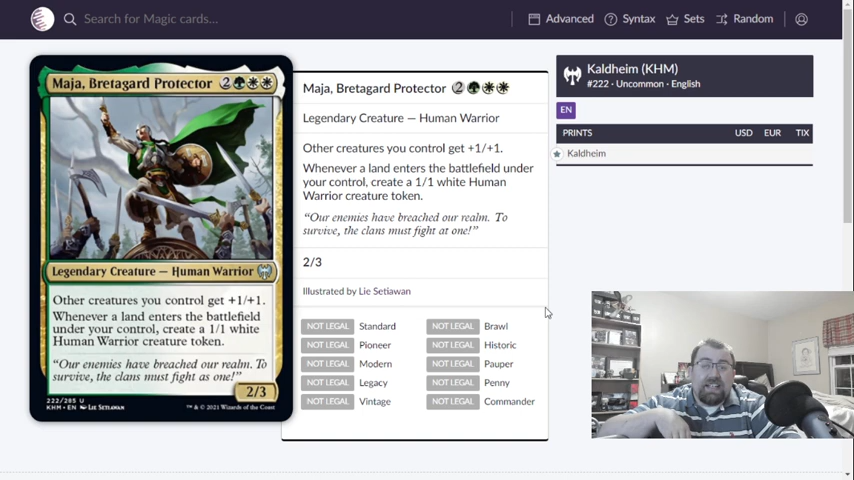 Search for Magic cards...
Advanced
Syntax
Sets
Random
Maja, Bretagard Protector 2
Legendary Creature — Human Warrior
Other creatures you control get +1/+1.
Whenever a land enters the battlefield
under your control, create a 1/1 white
Human Warrior creature token.
“Our enemies have breached our realm. To
survive, the clans must fight as one!”
2/3
222/285 U
KHM • EN Lie Setiawan
™ & © 2021 Wizards of the Coast
Maja, Bretagard Protector 2
Legendary Creature — Human Warrior
Other creatures you control get +1/+1.
Whenever a land enters the battlefield under
your control, create a 1/1 white Human
Warrior creature token.
“Our enemies have breached our realm. To
survive, the clans must fight at one!”
2/3
Illustrated by Lie Setiawan
NOT LEGAL Standard NOT LEGAL Brawl
NOT LEGAL Pioneer NOT LEGAL Historic
NOT LEGAL Modern NOT LEGAL Pauper
NOT LEGAL Legacy NOT LEGAL Penny
NOT LEGAL Vintage NOT LEGAL Commander
Kaldheim (KHM)
#222 • Uncommon • English
EN
PRINTS USD EUR TIX
Kaldheim